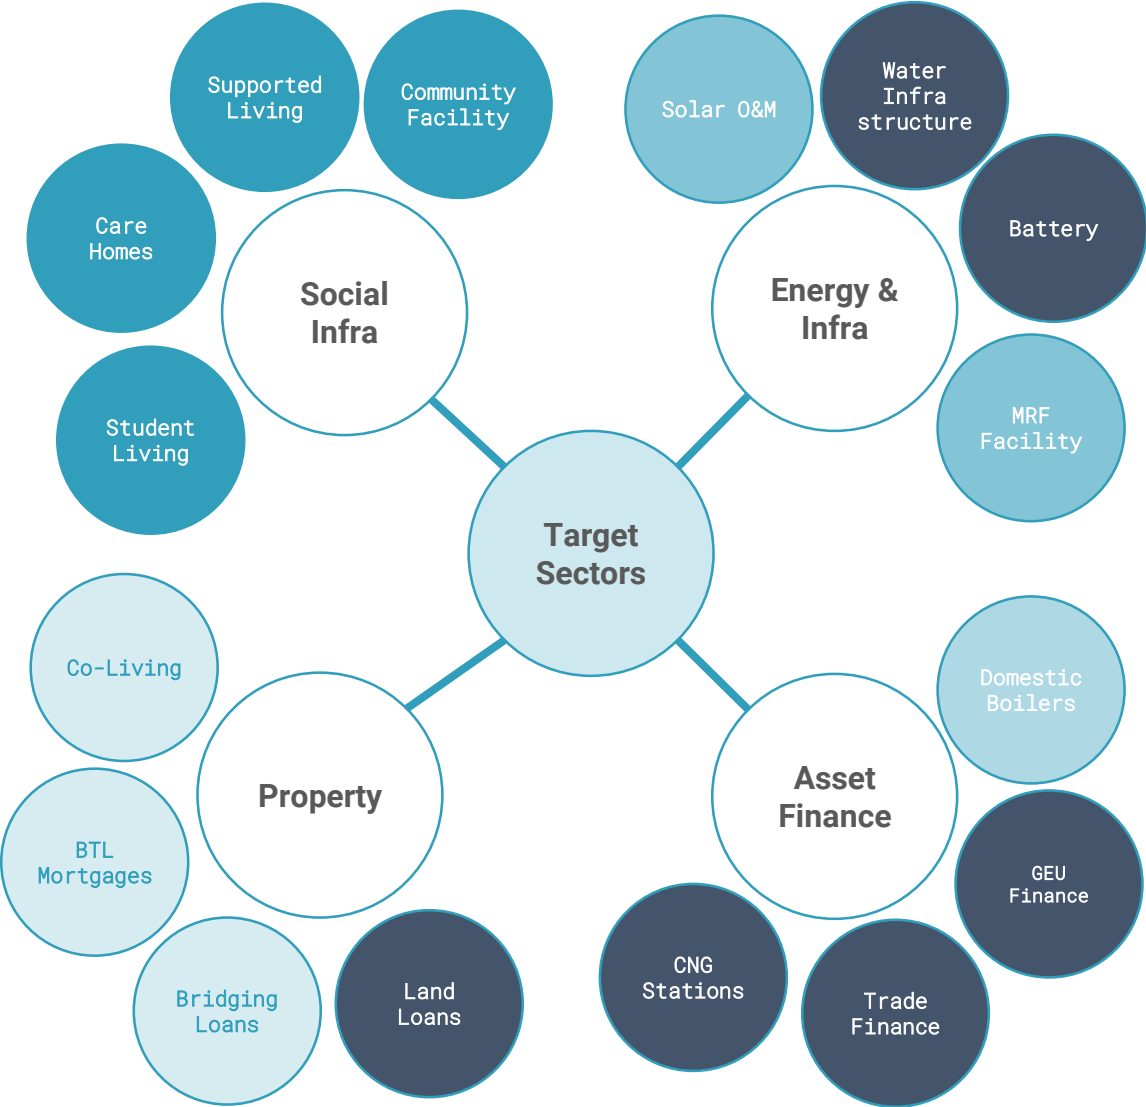 Supported
Living
Community
Facility
Care
Homes
Student
Living
Social
Infra
Solar O&M
Water
Infra
structure
Battery
MRF
Facility
Energy &
Infra
Target
Sectors
Co-Living
BTL
Mortgages
Bridging
Loans
Land
Loans
Property
Domestic
Boilers
GEU
Finance
Trade
Finance
CNG
Stations
Asset
Finance